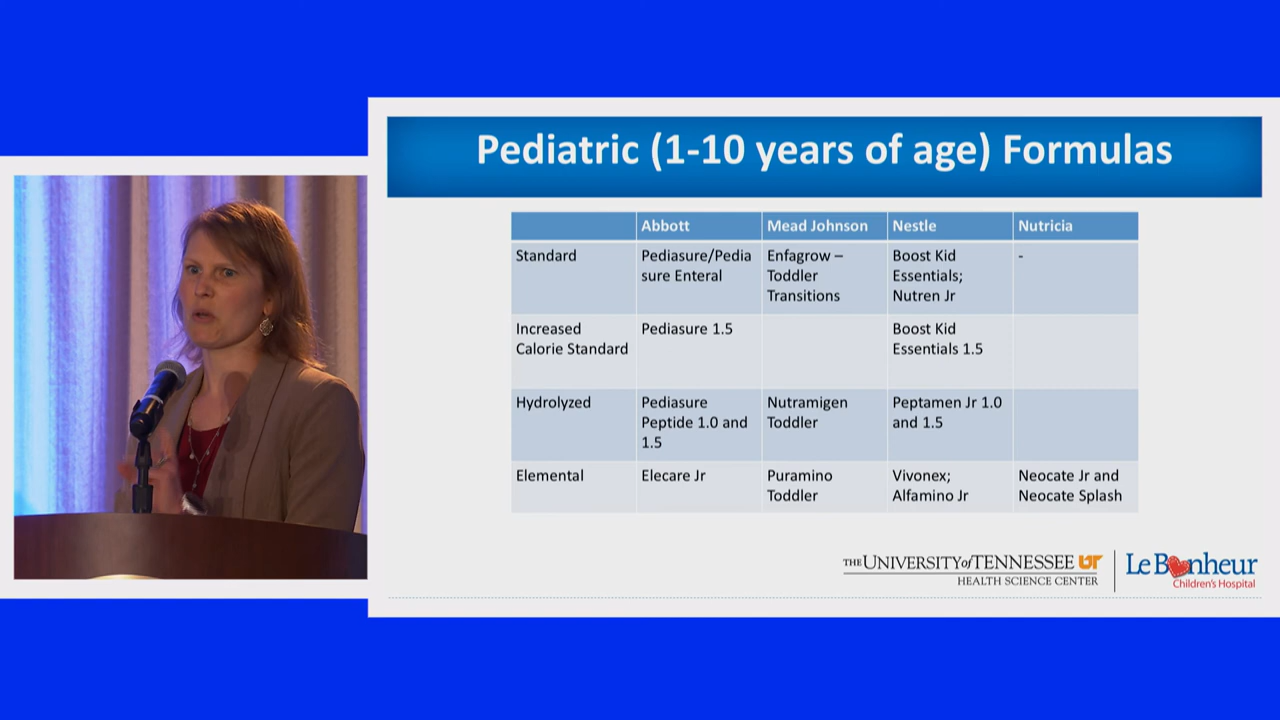 Pediatric (1-10 years of age) Formulas
Abbott
Mead Johnson
Nestle
Nutricia
Standard
Pediasure/Pedia
sure Enteral
Enfagrow –
Toddler
Transitions
Boost Kid
Essentials;
Nutren Jr
-
Increased
Calorie Standard
Pediasure 1.5
Boost Kid
Essentials 1.5
Hydrolyzed
Pediasure
Peptide 1.0 and
1.5
Nutramigen
Toddler
Peptamen Jr 1.0
and 1.5
Elemental
Elecare Jr
Puramino
Toddler
Vivonex;
Alfamino Jr
Neocate Jr and
Neocate Splash
THE UNIVERSITY of TENNESSEE UT
HEALTH SCIENCE CENTER
Le Bonheur
Children's Hospital